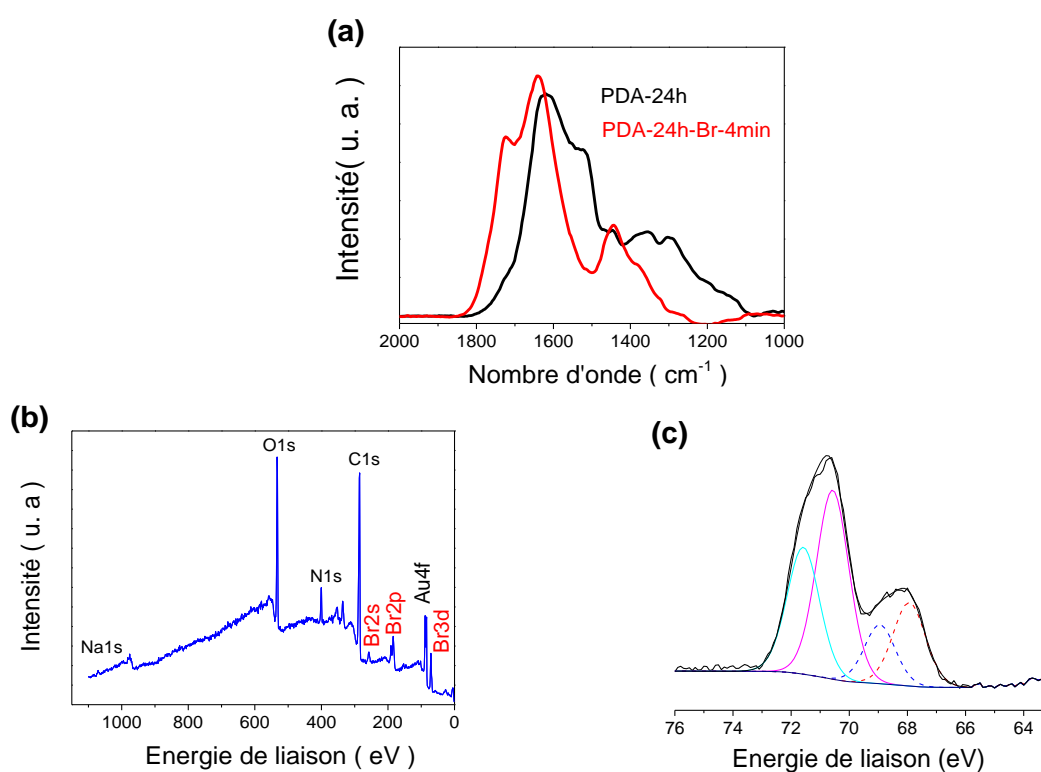 (a)
Intensité( u. a. )
PDA-24h
PDA-24h-Br-4min
2000 1800 1600 1400 1200 1000
Nombre d'onde ( cm-1 )
(b)
Intensité ( u. a )
Na1s
O1s
N1s
C1s
Br2s
Br2p
Au4f
Br3d
1000 800 600 400 200 0
Energie de liaison ( eV)
(c)
76 74 72 70 68 66 64
Energie de liaison (eV)